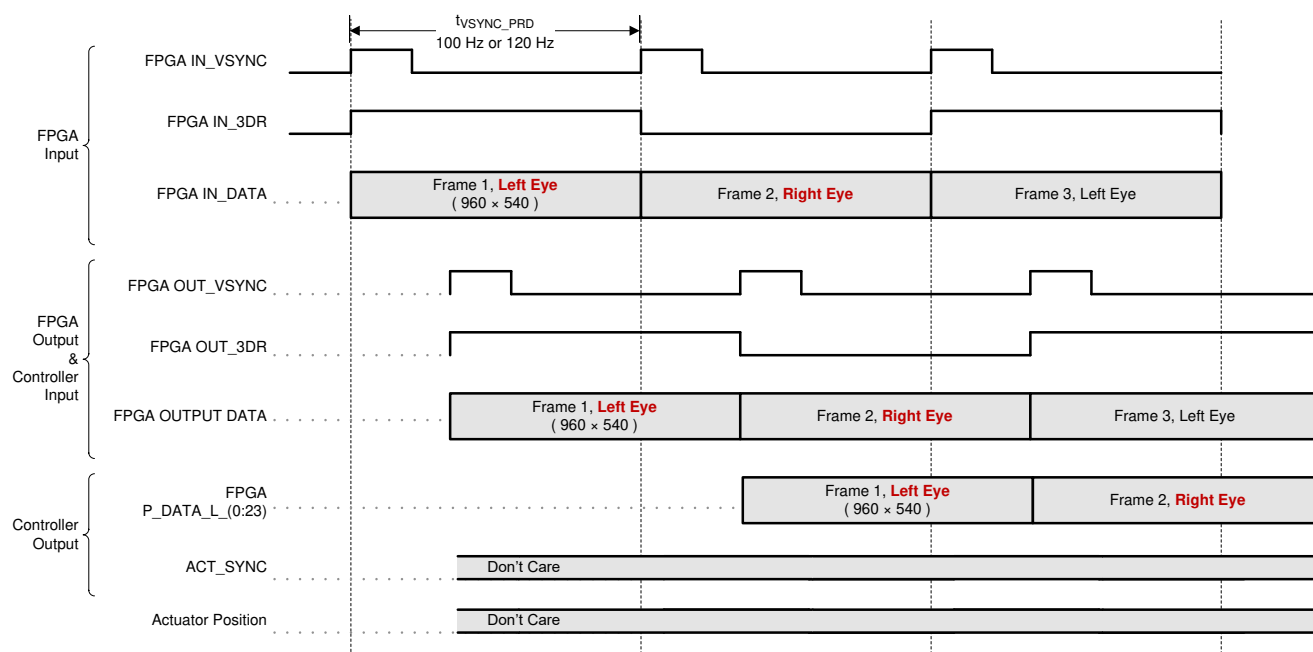 tVSYNC_PRD
100 Hz or 120 Hz
FPGA IN_VSYNC
FPGA IN_3DR
FPGA
Input
FPGA IN_DATA
Frame 1, Left Eye
( 960 × 540 )
Frame 2, Right Eye
Frame 3, Left Eye
FPGA OUT_VSYNC
FPGA OUT_3DR
FPGA
Output
&
Controller
Input
FPGA OUTPUT DATA
Frame 1, Left Eye
( 960 × 540 )
Frame 2, Right Eye
Frame 3, Left Eye
FPGA
P_DATA_L_(0:23)
Frame 1, Left Eye
( 960 × 540 )
Frame 2, Right Eye
Controller
Output
ACT_SYNC
Don't Care
Actuator Position
Don't Care